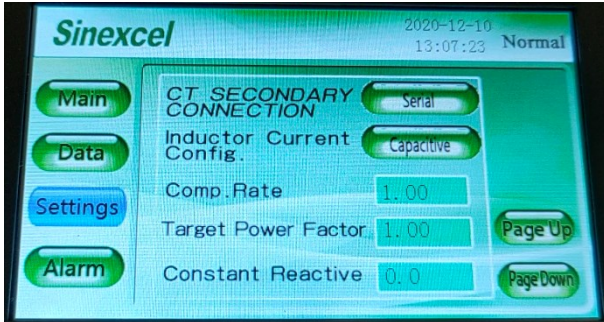 Sinexcel
2020-12-10
13:07:23
Normal
Main
Data
Settings
Alarm
CT SECONDARY
CONNECTION
Serial
Inductor Current
Config.
Capacitive
Comp.Rate
1.00
Target Power Factor
1.00
Constant Reactive
0.0
Page Up
Page Down